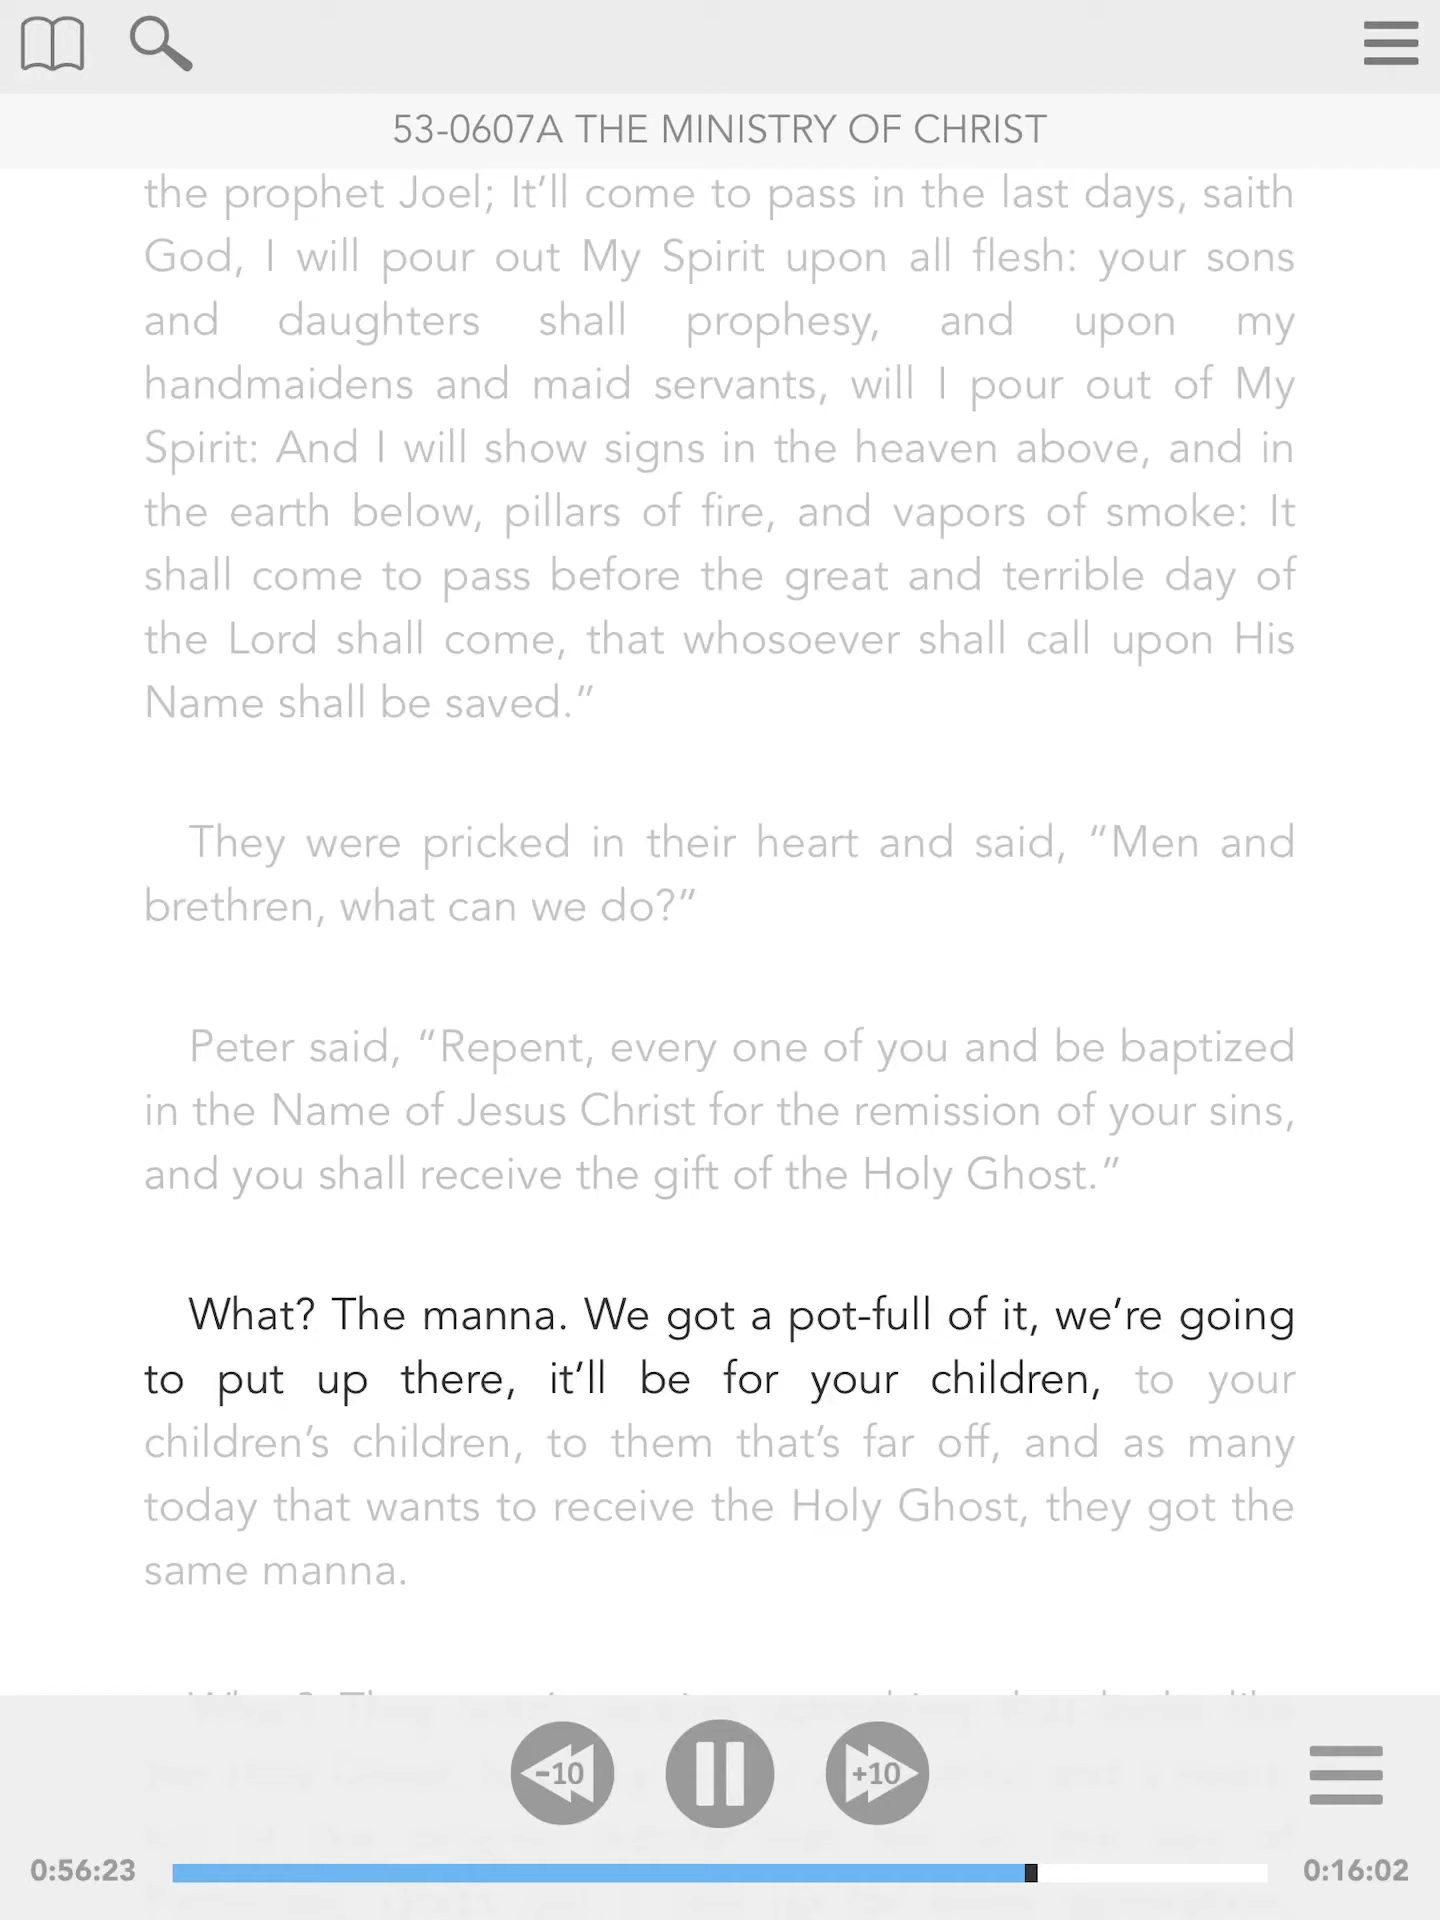 53-0607A THE MINISTRY OF CHRIST
the prophet Joel; It’ll come to pass in the last days, saith
God, I will pour out My Spirit upon all flesh: your sons
and daughters shall prophesy, and upon my
handmaidens and maid servants, will I pour out of My
Spirit: And I will show signs in the heaven above, and in
the earth below, pillars of fire, and vapors of smoke: It
shall come to pass before the great and terrible day of
the Lord shall come, that whosoever shall call upon His
Name shall be saved.”
They were pricked in their heart and said, “Men and
brethren, what can we do?”
Peter said, “Repent, every one of you and be baptized
in the Name of Jesus Christ for the remission of your sins,
and you shall receive the gift of the Holy Ghost.”
What? The manna. We got a pot-full of it, we’re going
to put up there, it’ll be for your children, to your
children’s children, to them that’s far off, and as many
today that wants to receive the Holy Ghost, they got the
same manna.
-10 +10
0:56:23 0:16:02